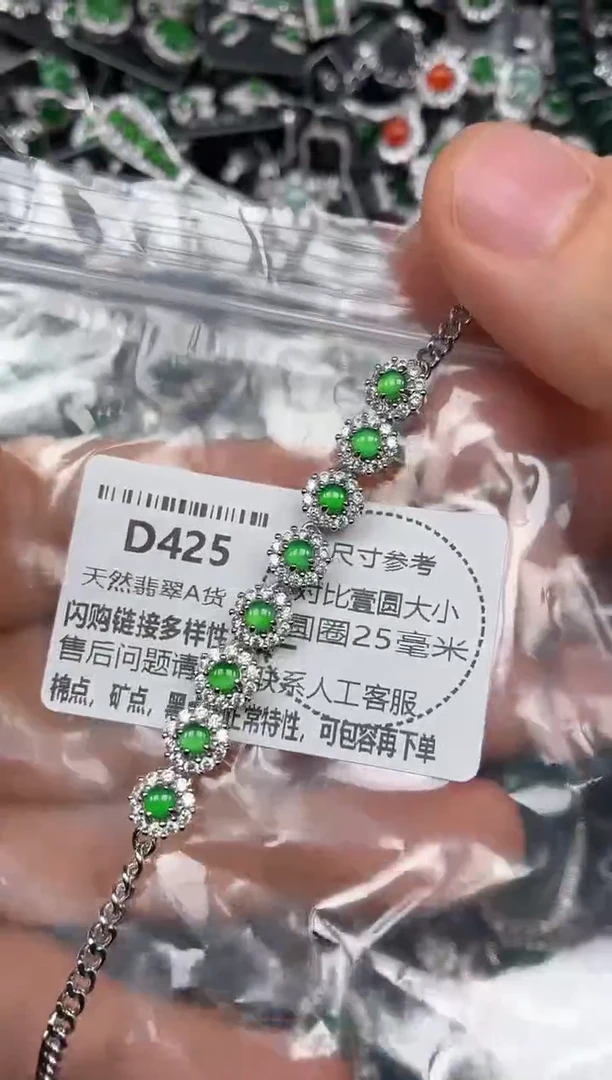 D425
尺寸参考
天然翡翠A货
对比壹圆大小
闪购链接多样性
圆圈25毫米
售后问题请
联系人工客服
棉点，矿点，黑
正常特性，可包容再下单